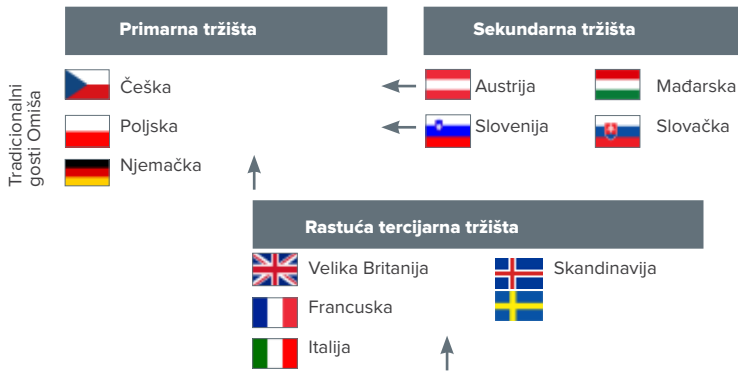 Primarna tržišta
Sekundarna tržišta
Tradicionalni
gosti Omiša
Češka
Poljska
Njemačka
Austrija
Mađarska
Slovenija
Slovačka
Rastuća tercijarna tržišta
Velika Britanija
Skandinavija
Francuska
Italija